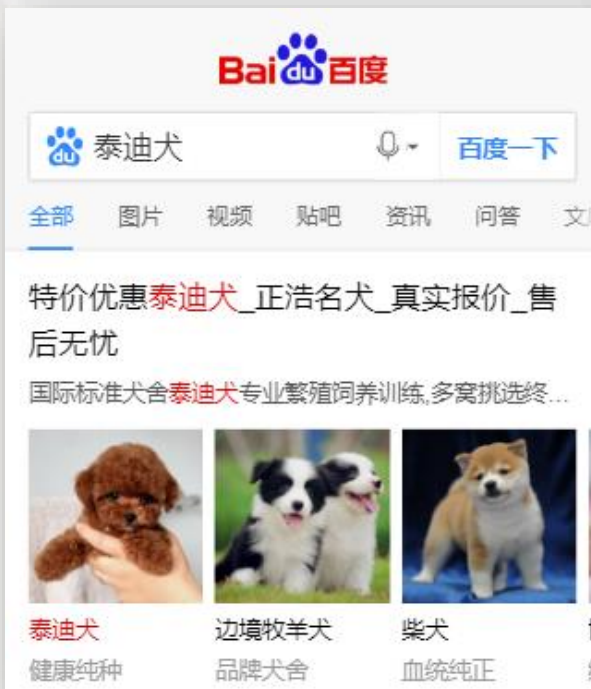 Bai du 百度
du 泰迪犬 百度一下
全部 图片 视频 贴吧 资讯 问答 文
特价优惠泰迪犬_正浩名犬_真实报价_售
后无忧
国际标准犬舍泰迪犬专业繁殖饲养训练,多窝挑选终...
泰迪犬 边境牧羊犬 柴犬
健康纯种 品牌犬舍 血统纯正